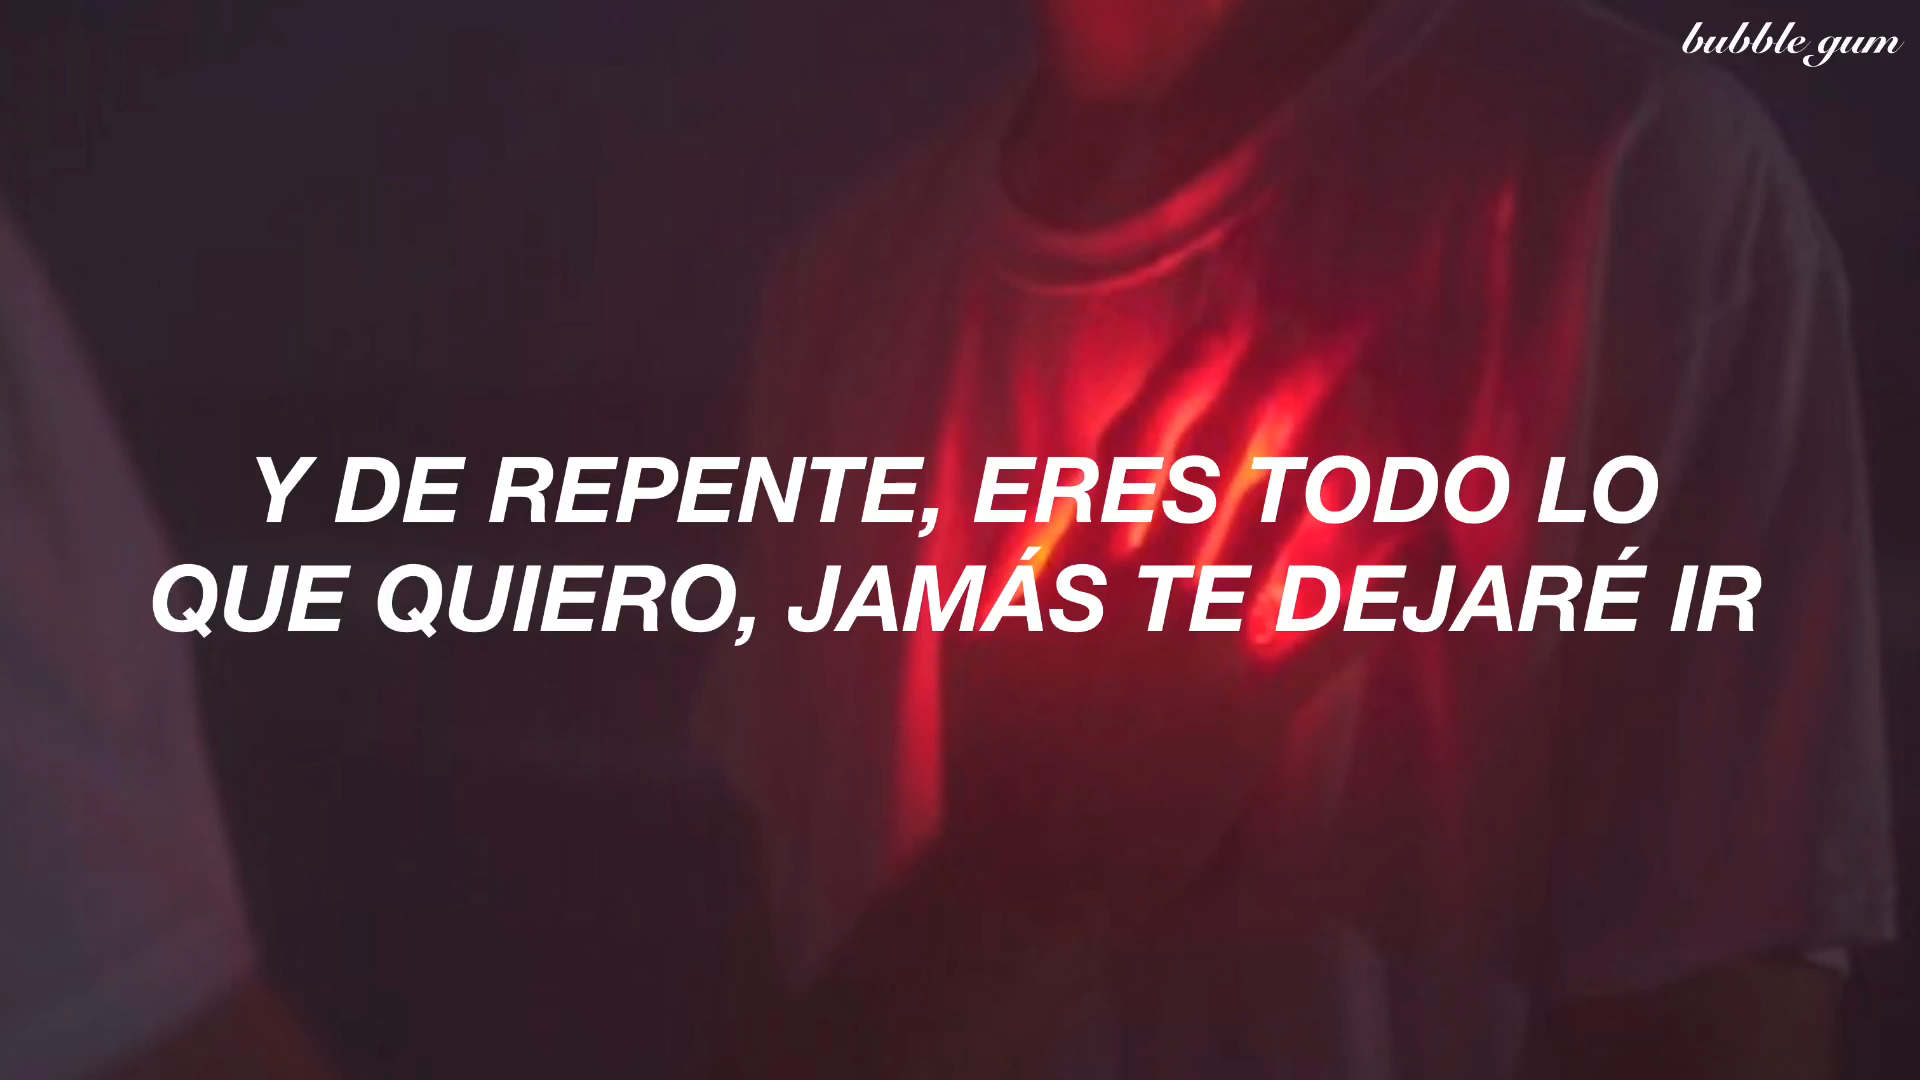 bubble gum
Y DE REPENTE, ERES TODO LO
QUE QUIERO, JAMÁS TE DEJARÉ IR